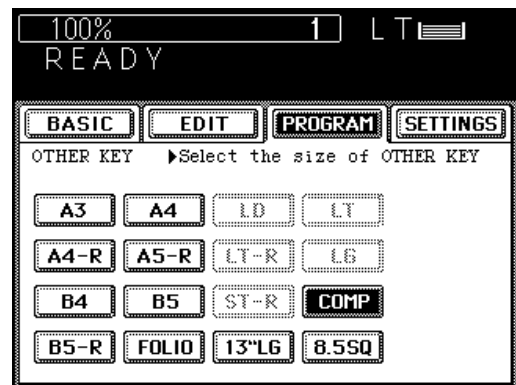 100% 1 LT
READY
BASIC EDIT PROGRAM SETTINGS
OTHER KEY ▶Select the size of OTHER KEY
A3 A4 LD LT
A4-R A5-R LT-R LG
B4 B5 ST-R COMP
B5-R FOLIO 13"LG 8.5SQ